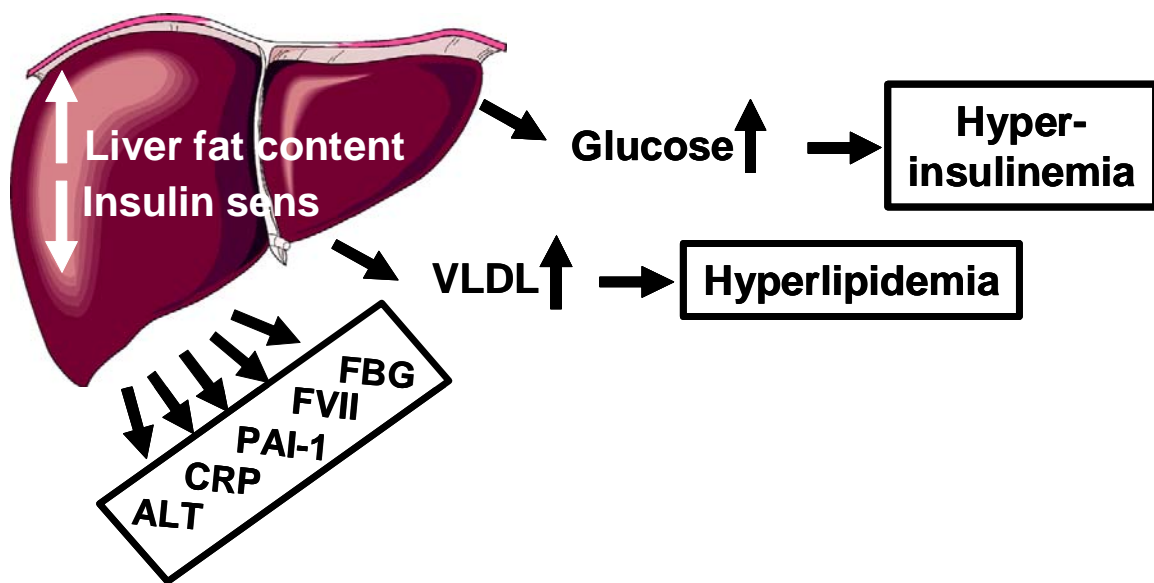 Liver fat content
Insulin sens
Glucose
Hyper-
insulinemia
VLDL
Hyperlipidemia
FBG
FVII
PAI-1
CRP
ALT